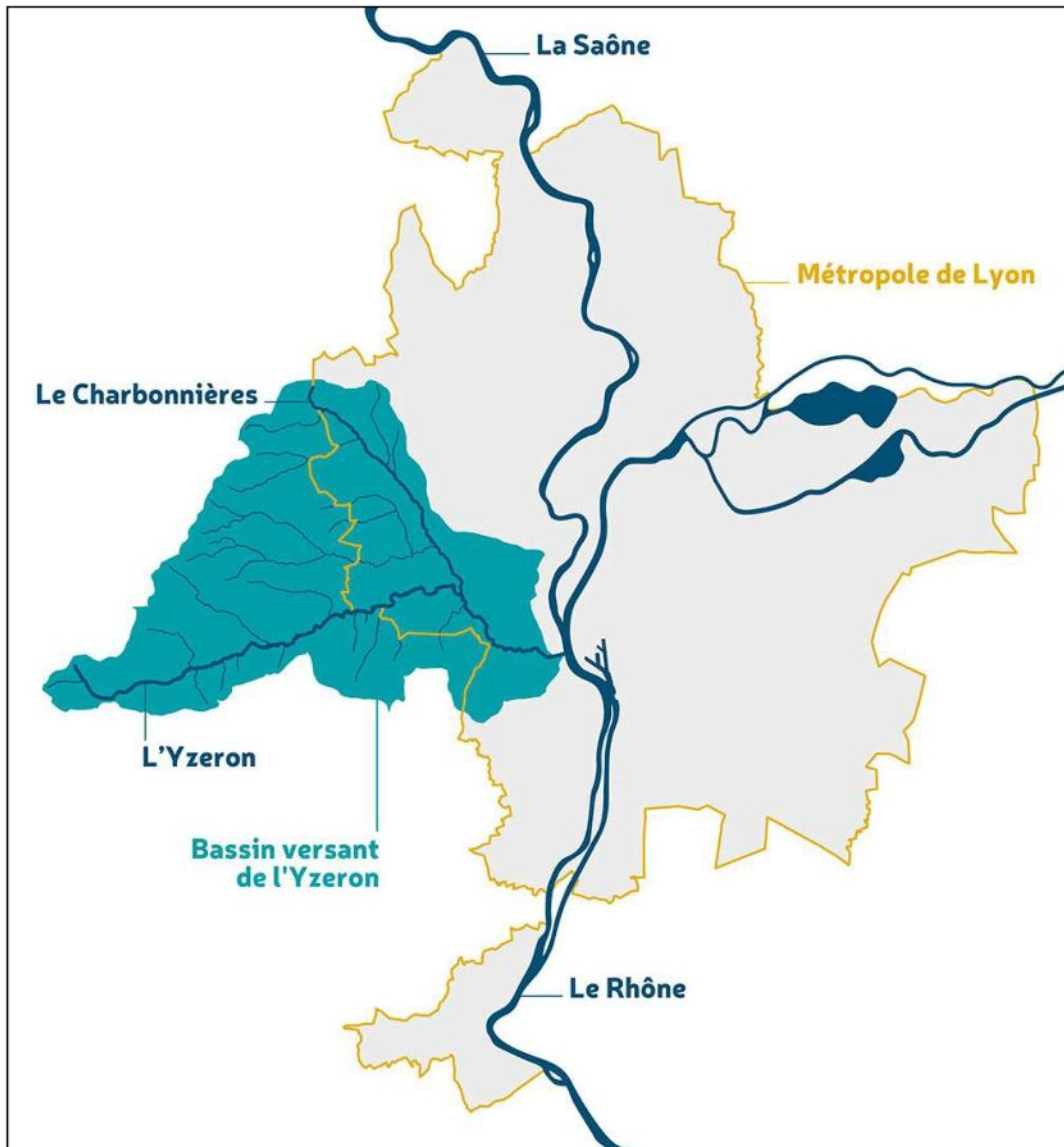 La Saône
Métropole de Lyon
Le Charbonnières
L'Yzeron
Bassin versant
de l'Yzeron
Le Rhône